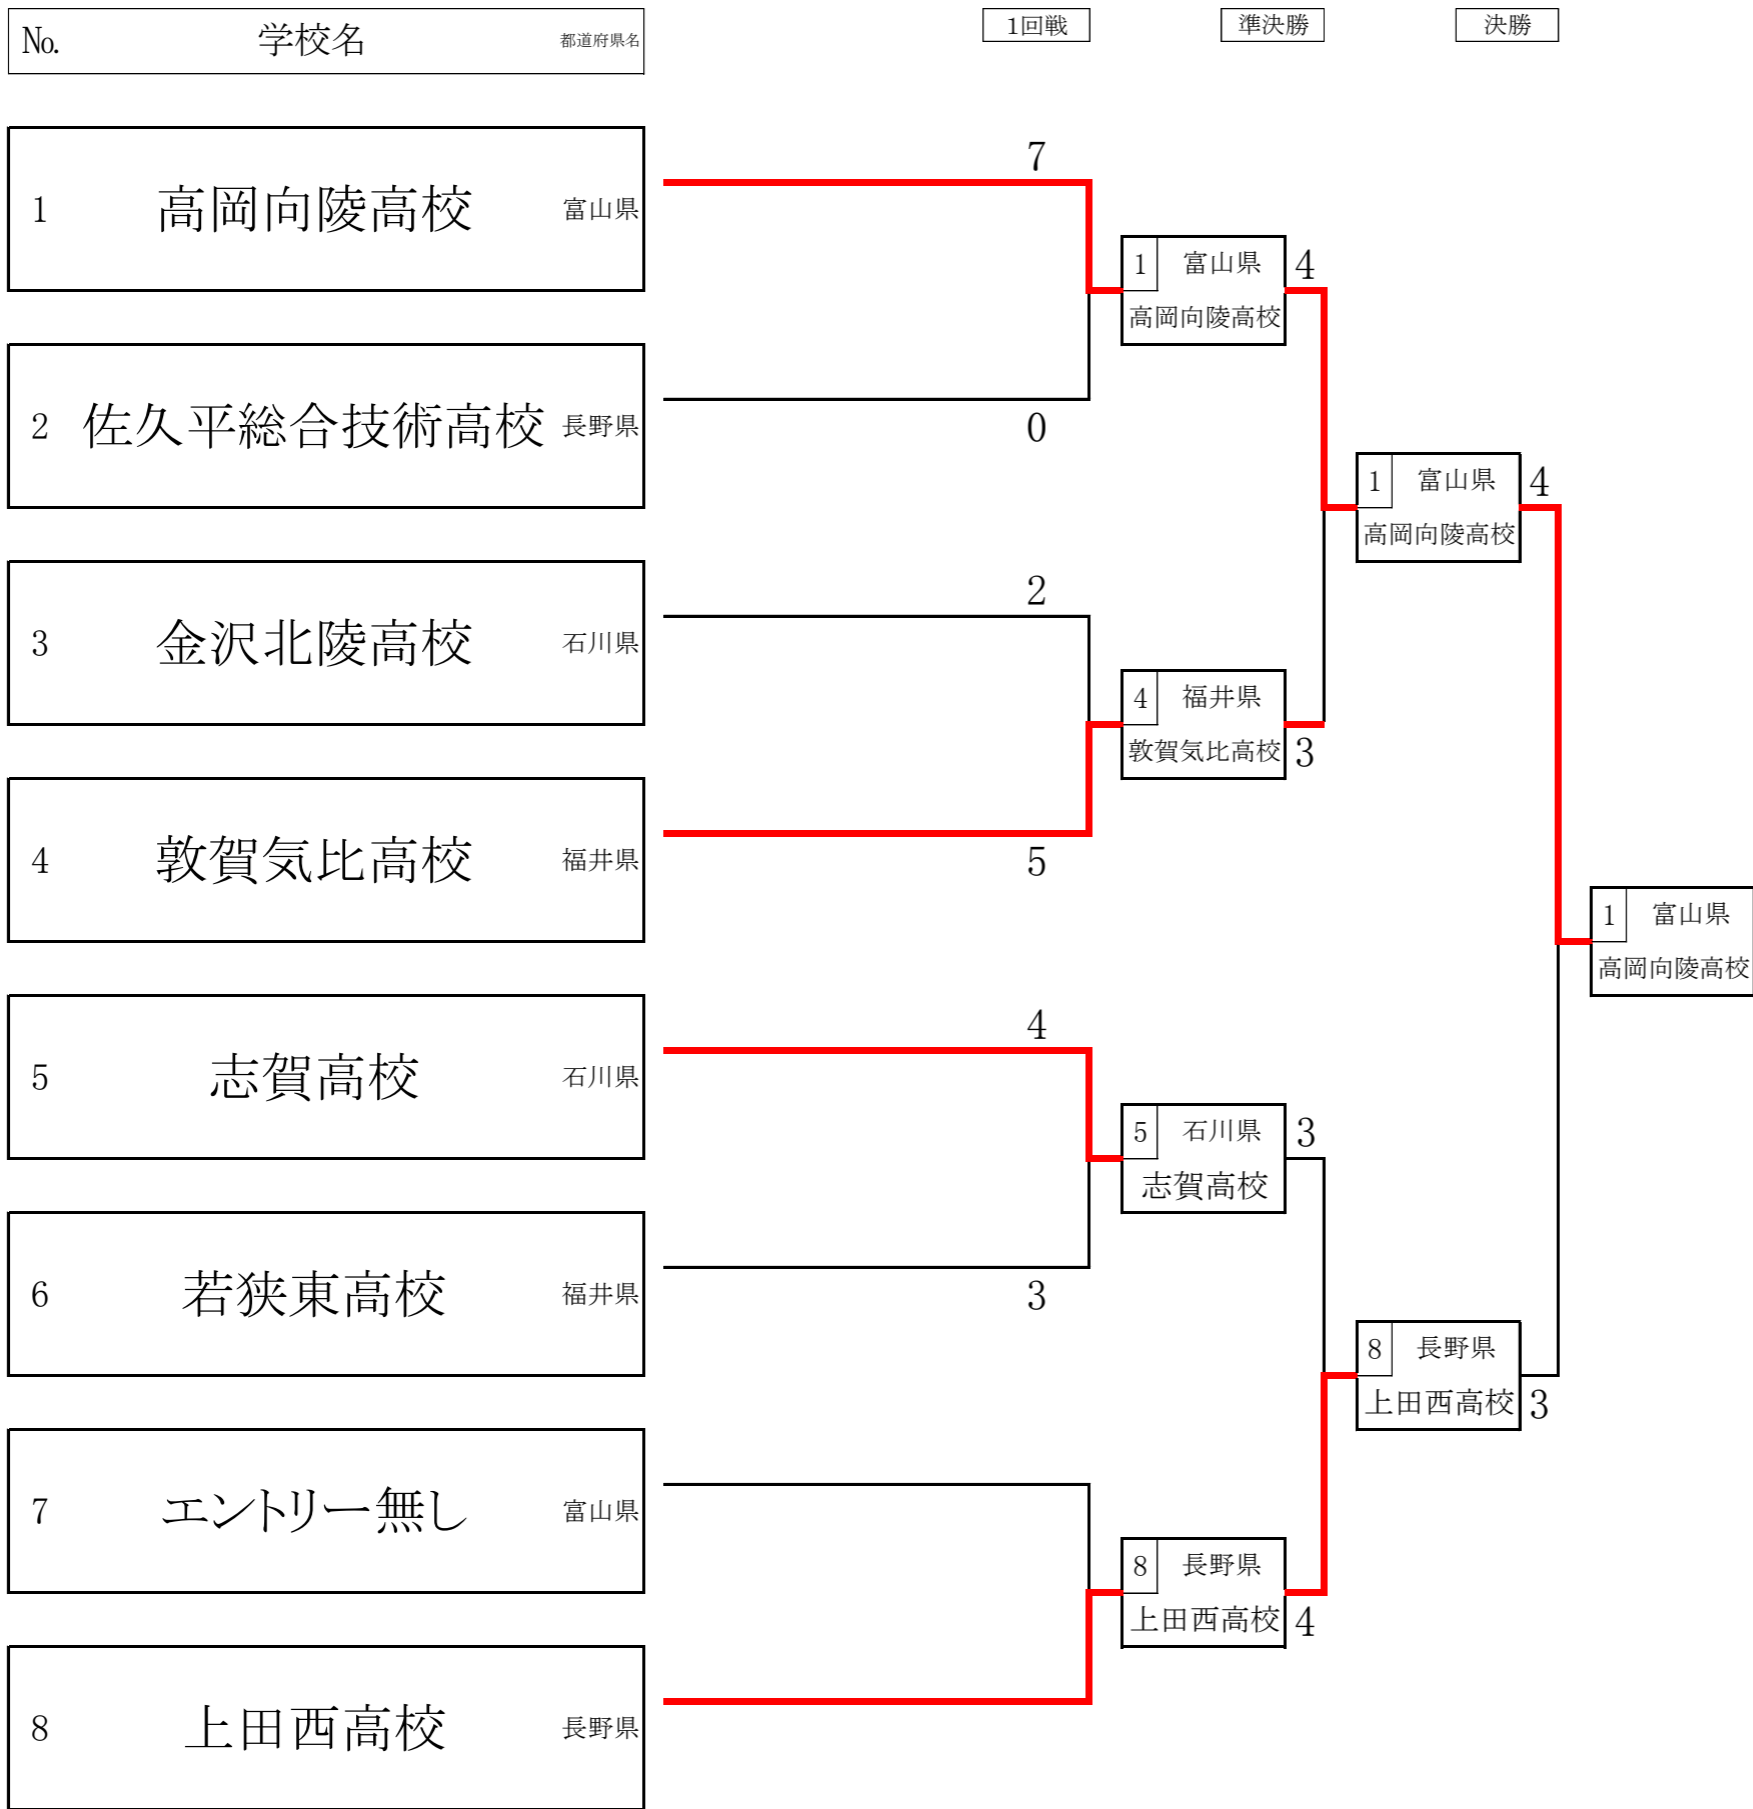 No. 学校名 都道府県名 1回戦 準決勝 決勝
7
1 高岡向陵高校 富山県
1 富山県 4
高岡向陵高校
2 佐久平総合技術高校 長野県
0
1 富山県 4
高岡向陵高校
2
3 金沢北陵高校 石川県
4 福井県
敦賀気比高校 3
4 敦賀気比高校 福井県
5
1 富山県
高岡向陵高校
4
5 志賀高校 石川県
5 石川県 3
志賀高校
6 若狭東高校 福井県
3
8 長野県
上田西高校 3
7 エントリー無し 富山県
8 長野県
上田西高校 4
8 上田西高校 長野県